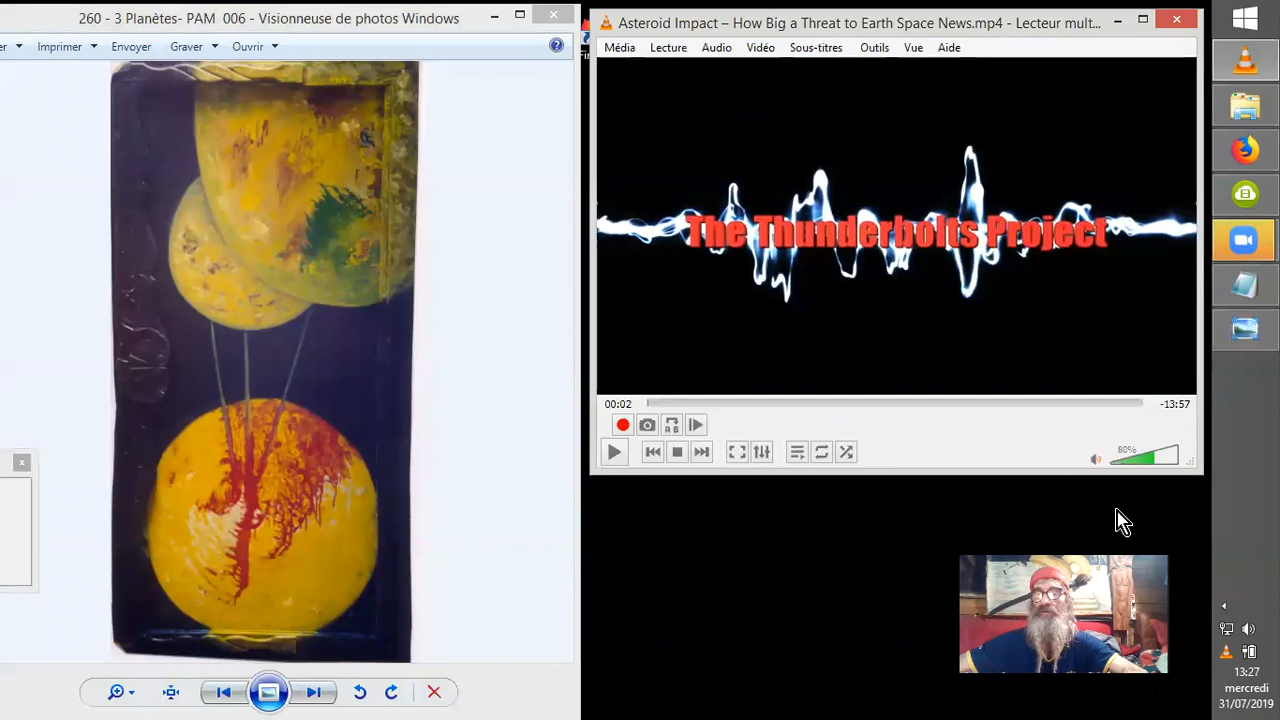 260 - 3 Planètes- PAM 006 - Visionneuse de photos Windows
Imprimer Envoyer Graver Ouvrir
Asteroid Impact – How Big a Threat to Earth Space News.mp4 - Lecteur mult...
Média Lecture Audio Vidéo Sous-titres Outils Vue Aide
The Thunderbolts Project
00:02
-13:57
80%
13:27
mercredi
31/07/2019